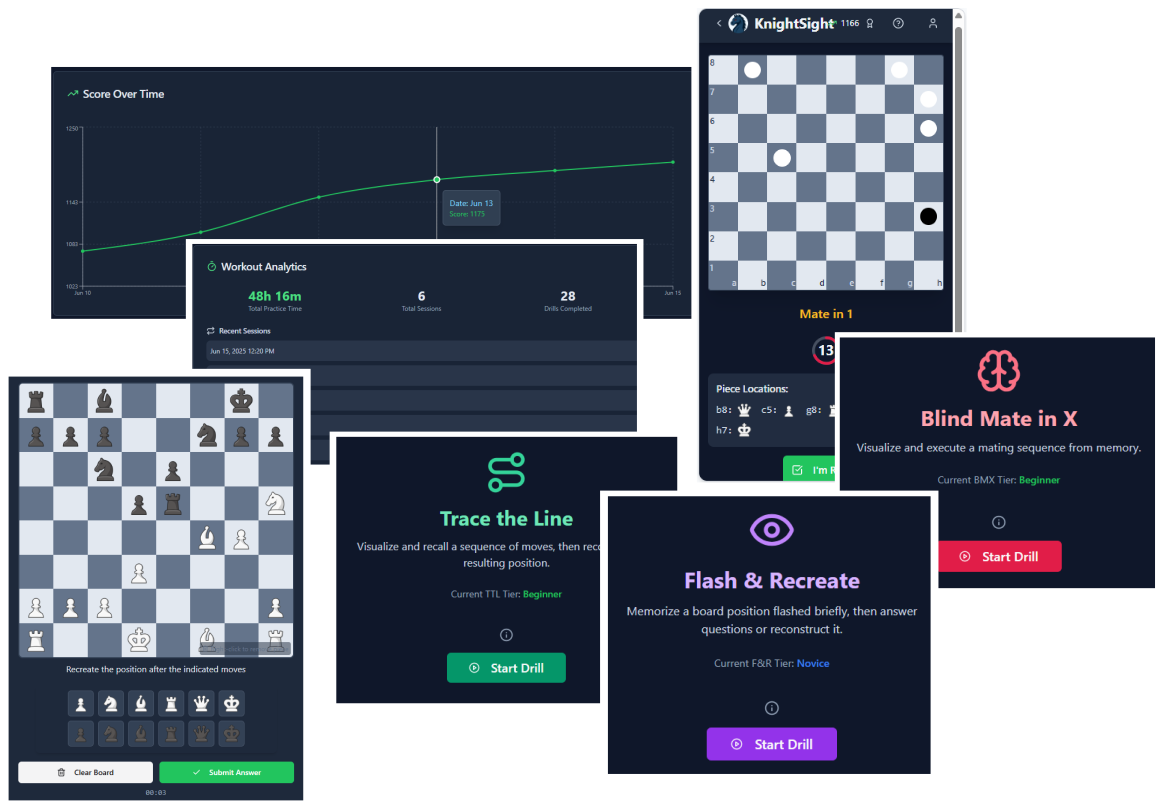 Score Over Time
1250
1143
1083
1023
Jun 10
Jun 15
Date: Jun 13
Score: 1175
Workout Analytics
48h 16m
Total Practice Time
6
Total Sessions
28
Drills Completed
Recent Sessions
Jun 15, 2025 12:20 PM
KnightSight
1166
8
7
6
5
4
3
2
1
a b c d e f g h
Mate in 1
13
Piece Locations:
b8: c5: g8:
h7:
I'm R
Blind Mate in X
Visualize and execute a mating sequence from memory.
Current BMX Tier: Beginner
Start Drill
Trace the Line
Visualize and recall a sequence of moves, then reco
resulting position.
Current TTL Tier: Beginner
Start Drill
Flash & Recreate
Memorize a board position flashed briefly, then answer
questions or reconstruct it.
Current F&R Tier: Novice
Start Drill
Recreate the position after the indicated moves
Clear Board
Submit Answer
00:03